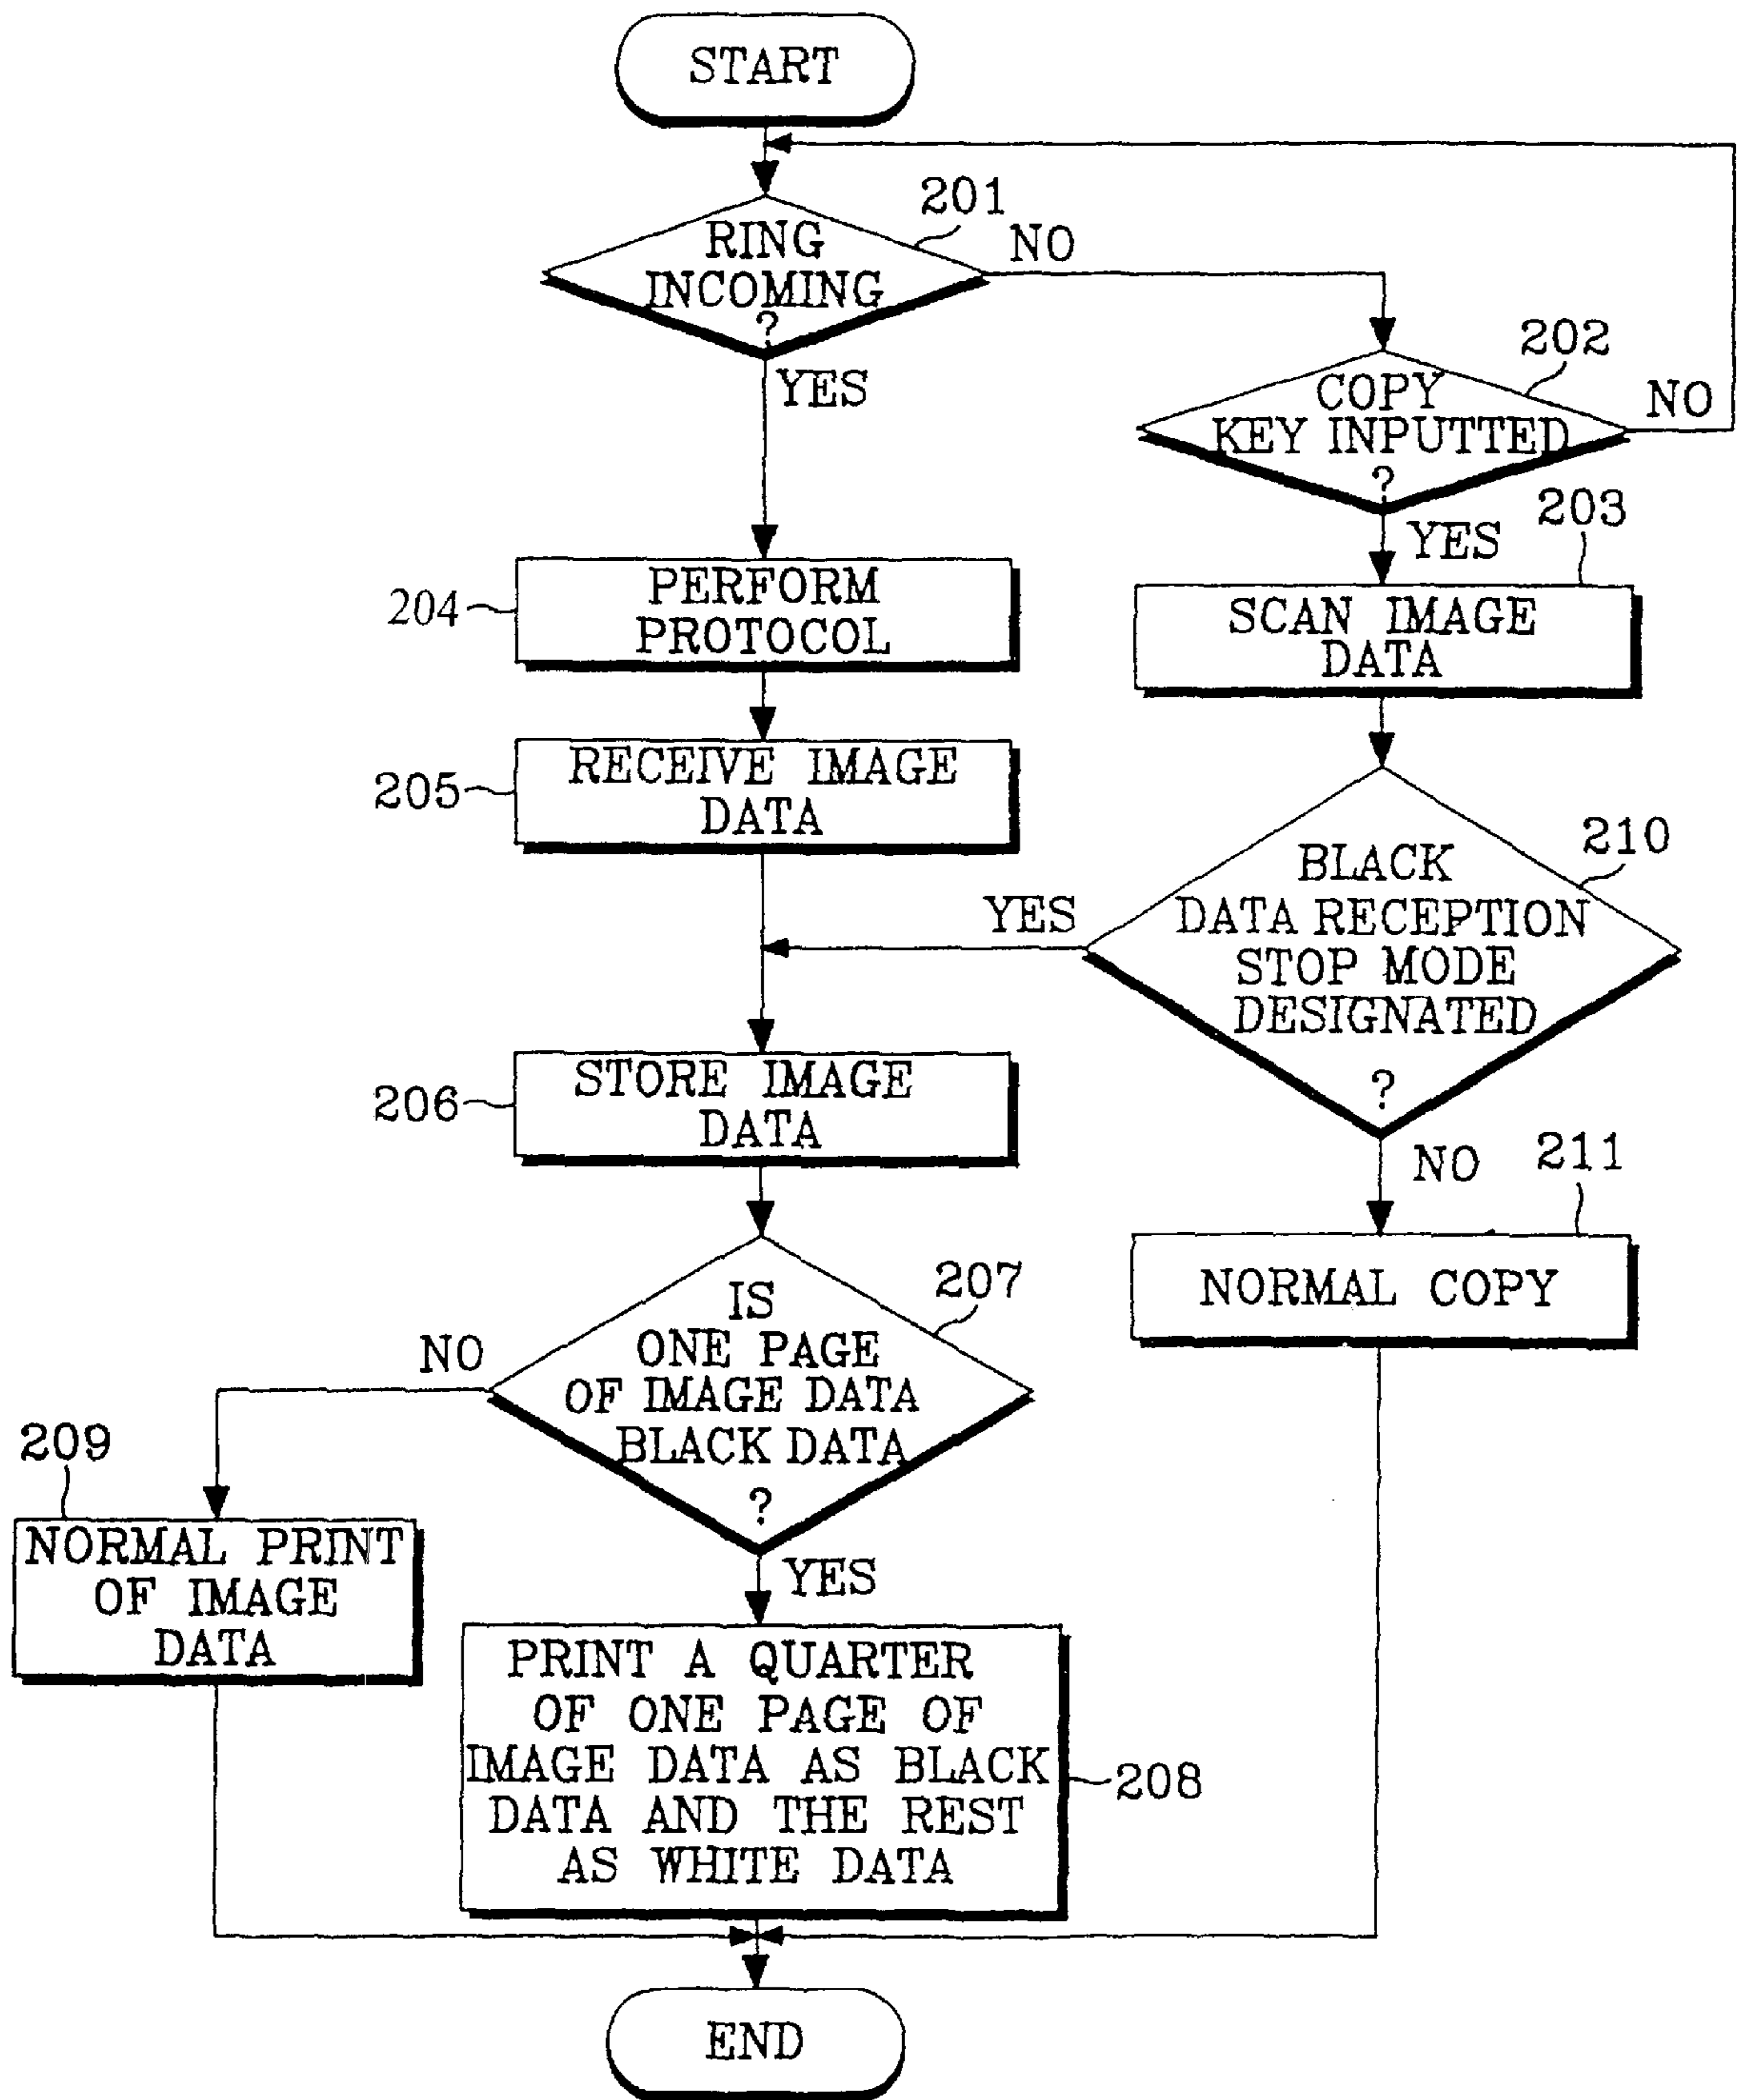 START
201
RING
INCOMING
?
NO
YES
202
COPY
KEY INPUTTED
?
NO
YES
203
SCAN IMAGE
DATA
204
PERFORM
PROTOCOL
205
RECEIVE IMAGE
DATA
210
BLACK
DATA RECEPTION
STOP MODE
DESIGNATED
?
YES
NO
206
STORE IMAGE
DATA
211
NORMAL COPY
207
IS
ONE PAGE
OF IMAGE DATA
BLACK DATA
?
NO
YES
209
NORMAL PRINT
OF IMAGE
DATA
PRINT A QUARTER
OF ONE PAGE OF
IMAGE DATA AS BLACK
DATA AND THE REST
AS WHITE DATA
208
END